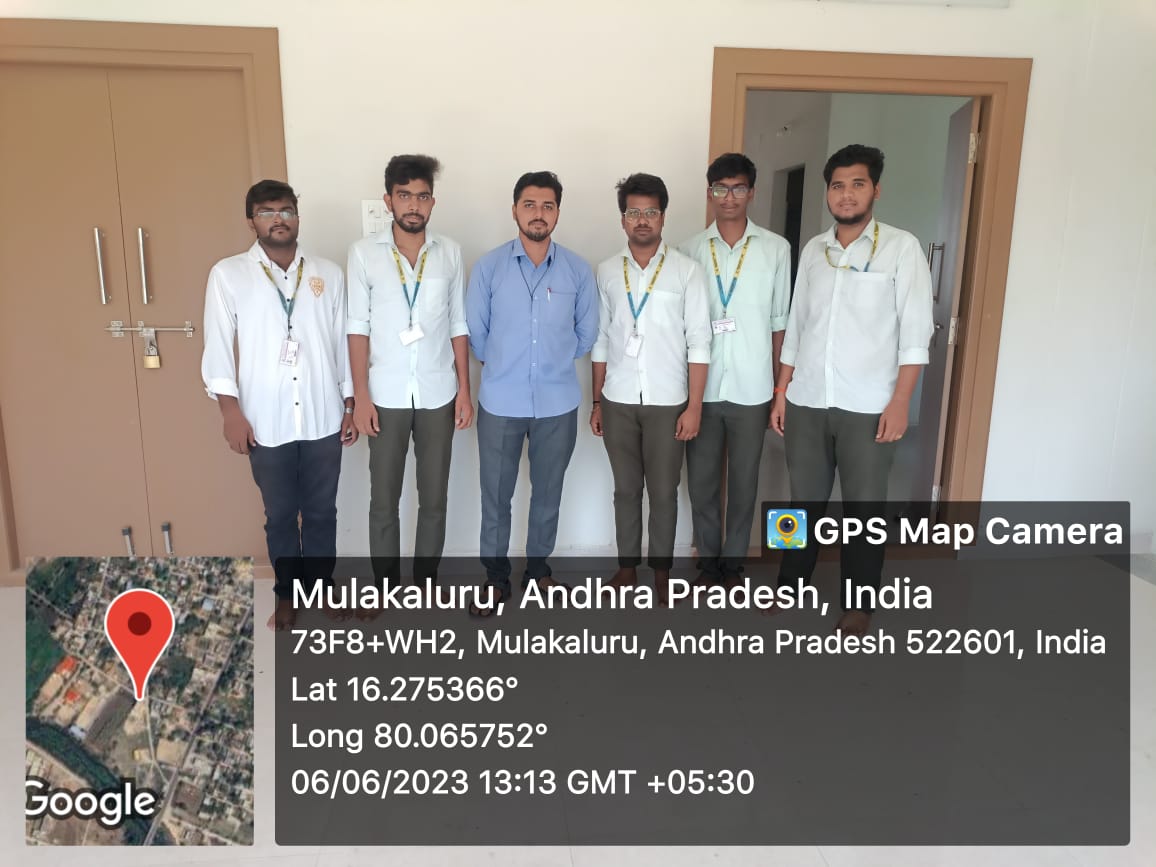 GPS Map Camera
Mulakaluru, Andhra Pradesh, India
73F8+WH2, Mulakaluru, Andhra Pradesh 522601, India
Lat 16.275366°
Long 80.065752°
06/06/2023 13:13 GMT +05:30
Google